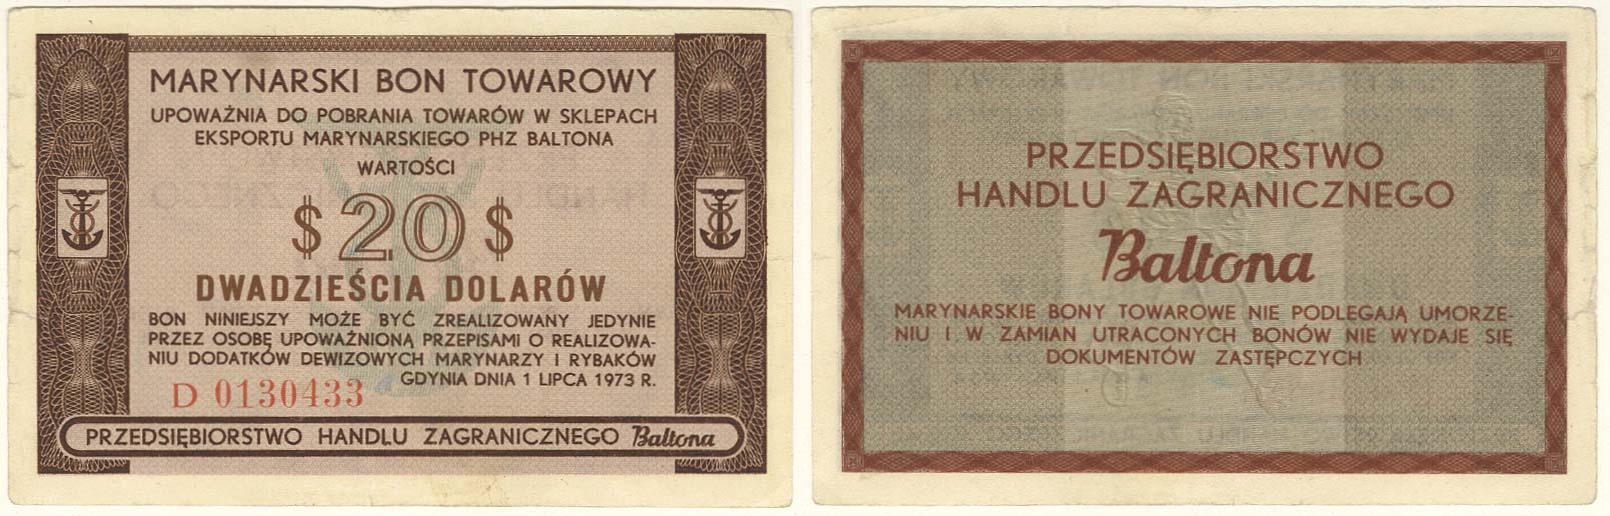 MARYNARSKI BON TOWAROWY
UPOWAŻNIA DO POBRANIA TOWARÓW W SKLEPACH
EKSPORTU MARYNARSKIEGO PHZ BALTONA
WARTOŚCI
$ 20 $
DWADZIEŚCIA DOLARÓW
BON NINIEJSZY MOŻE BYĆ ZREALIZOWANY JEDYNIE
PRZEZ OSOBĘ UPOWAŻNIONĄ PRZEPISAMI O REALIZOWA-
NIU DODATKÓW DEWIZOWYCH MARYNARZY I RYBAKÓW
GDYNIA DNIA 1 LIPCA 1973 R.
D 0130433
PRZEDSIĘBIORSTWO HANDLU ZAGRANICZNEGO Baltona
PRZEDSIĘBIORSTWO
HANDLU ZAGRANICZNEGO
Baltona
MARYNARSKIE BONY TOWAROWE NIE PODLEGAJĄ UMORZE-
NIU I W ZAMIAN UTRACONYCH BONÓW NIE WYDAJE SIĘ
DOKUMENTÓW ZASTĘPCZYCH